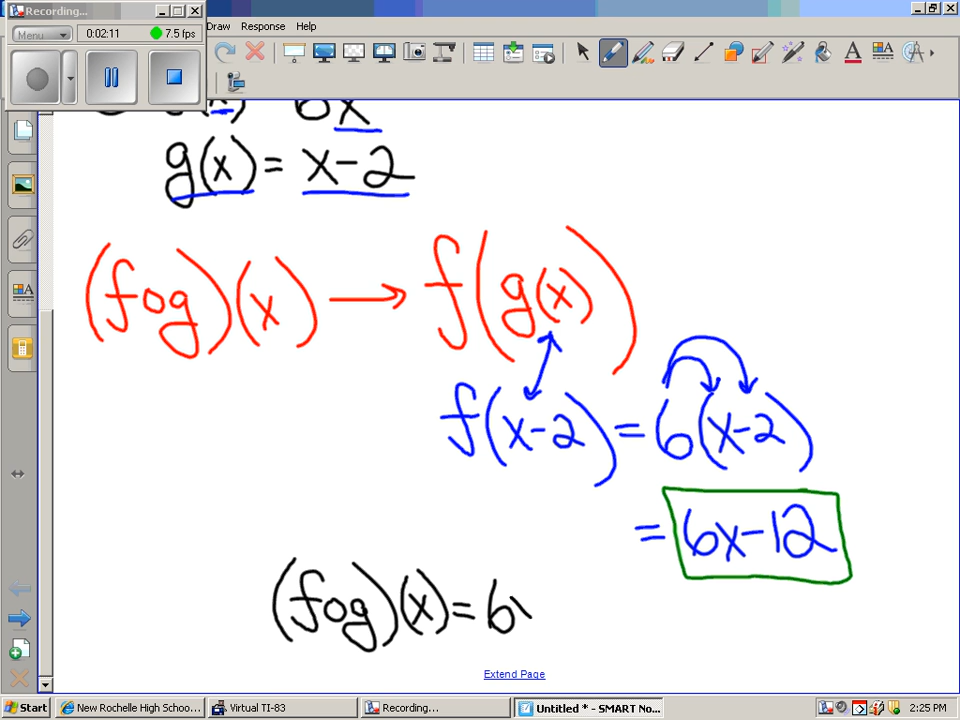 Recording...
Menu 0:02:11 7.5 fps
Draw Response Help
g(x) = x-2
(fog)(x) → f(g(x))
f(x-2) = 6(x-2)
= 6x-12
(fog)(x) = 6
Extend Page
Start New Rochelle High Schoo... Virtual TI-83 Recording... Untitled * - SMART No... 2:25 PM